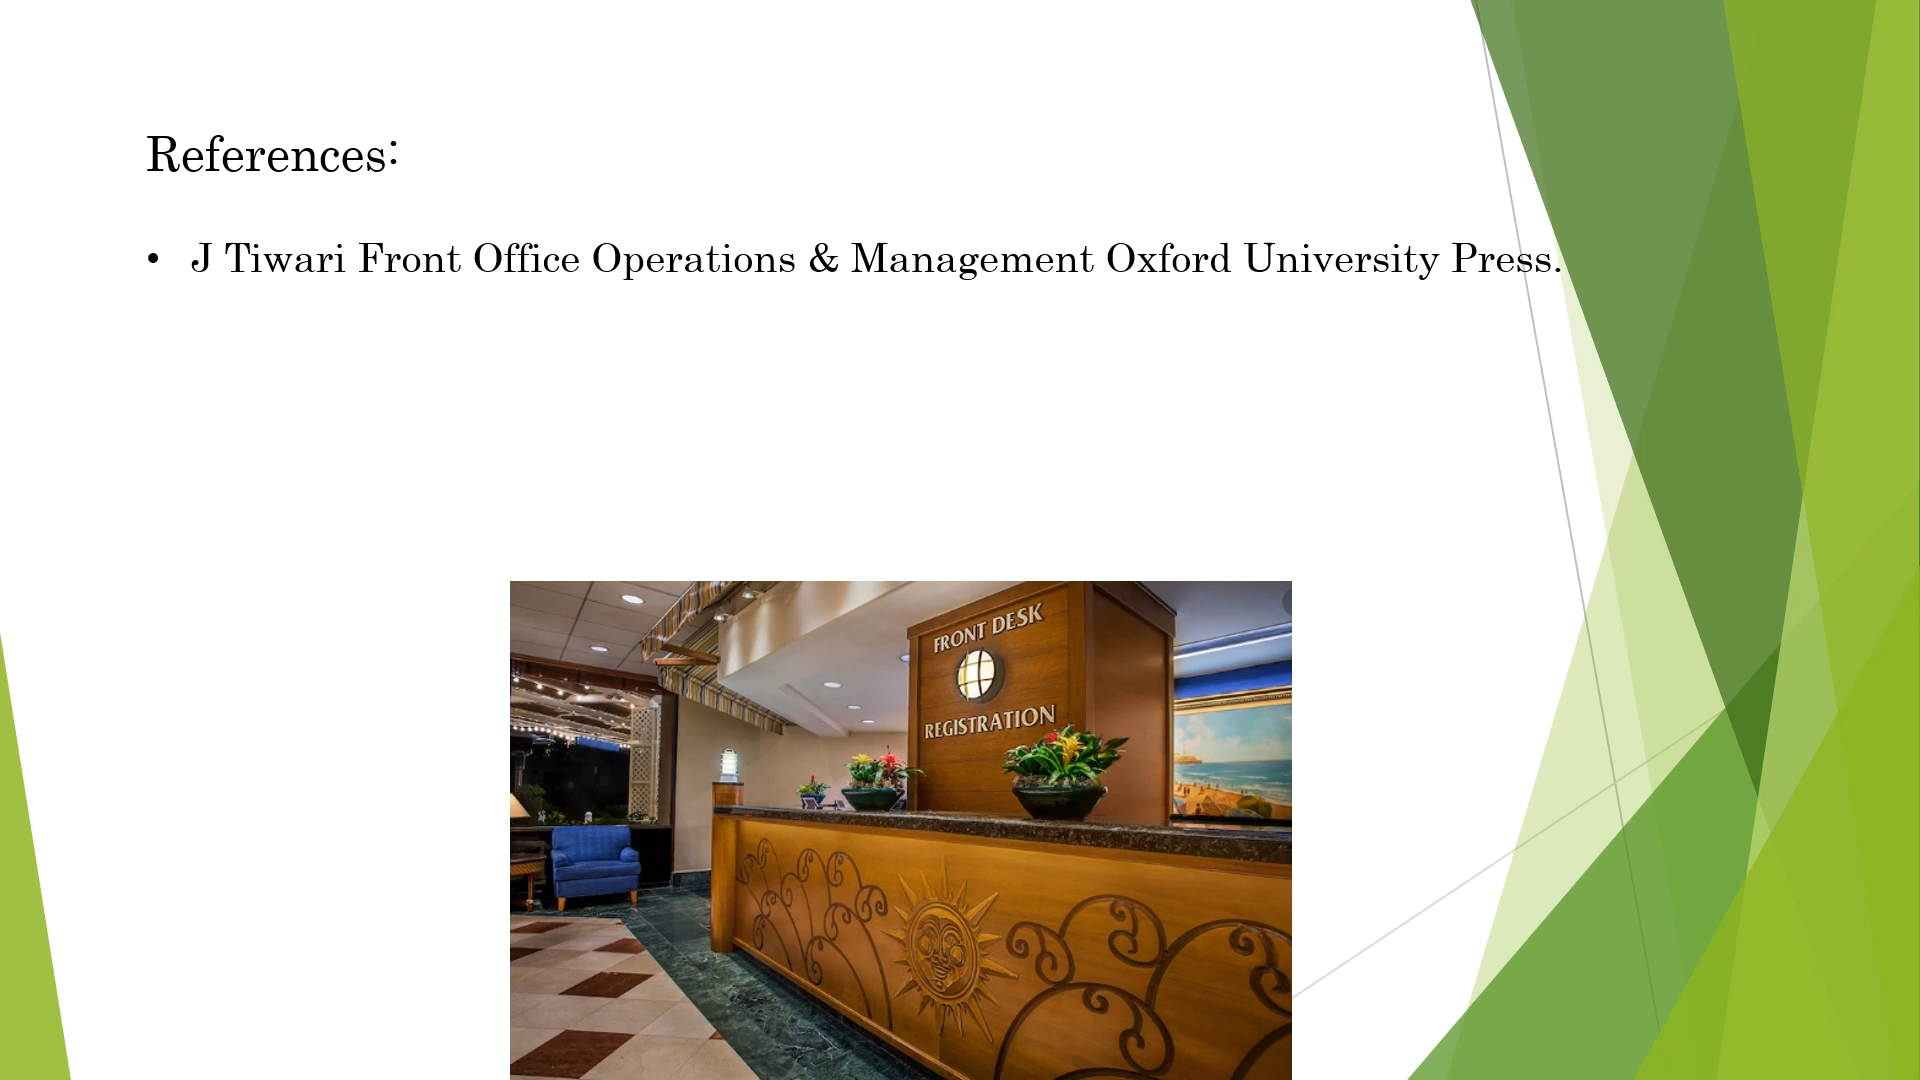 References:
• J Tiwari Front Office Operations & Management Oxford University Press.
FRONT DESK
REGISTRATION